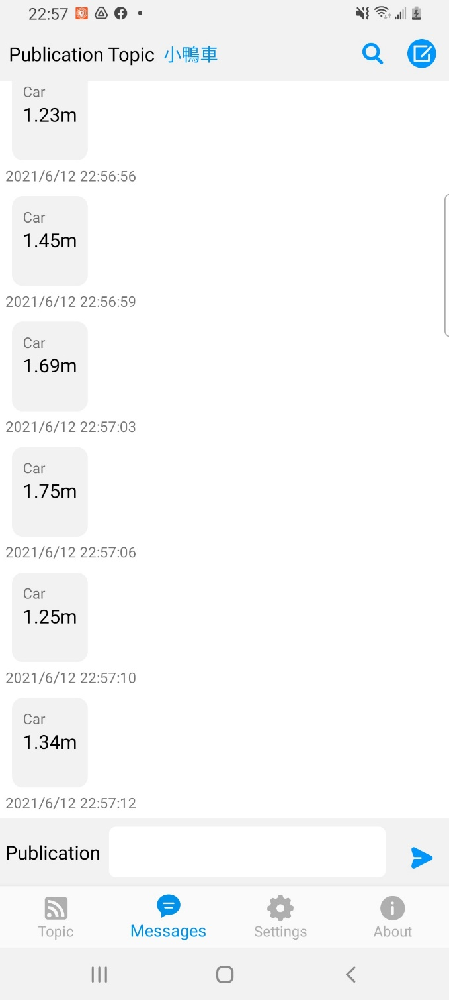 22:57
Publication Topic 小鴨車
Car
1.23m
2021/6/12 22:56:56
Car
1.45m
2021/6/12 22:56:59
Car
1.69m
2021/6/12 22:57:03
Car
1.75m
2021/6/12 22:57:06
Car
1.25m
2021/6/12 22:57:10
Car
1.34m
2021/6/12 22:57:12
Publication
Topic Messages Settings About